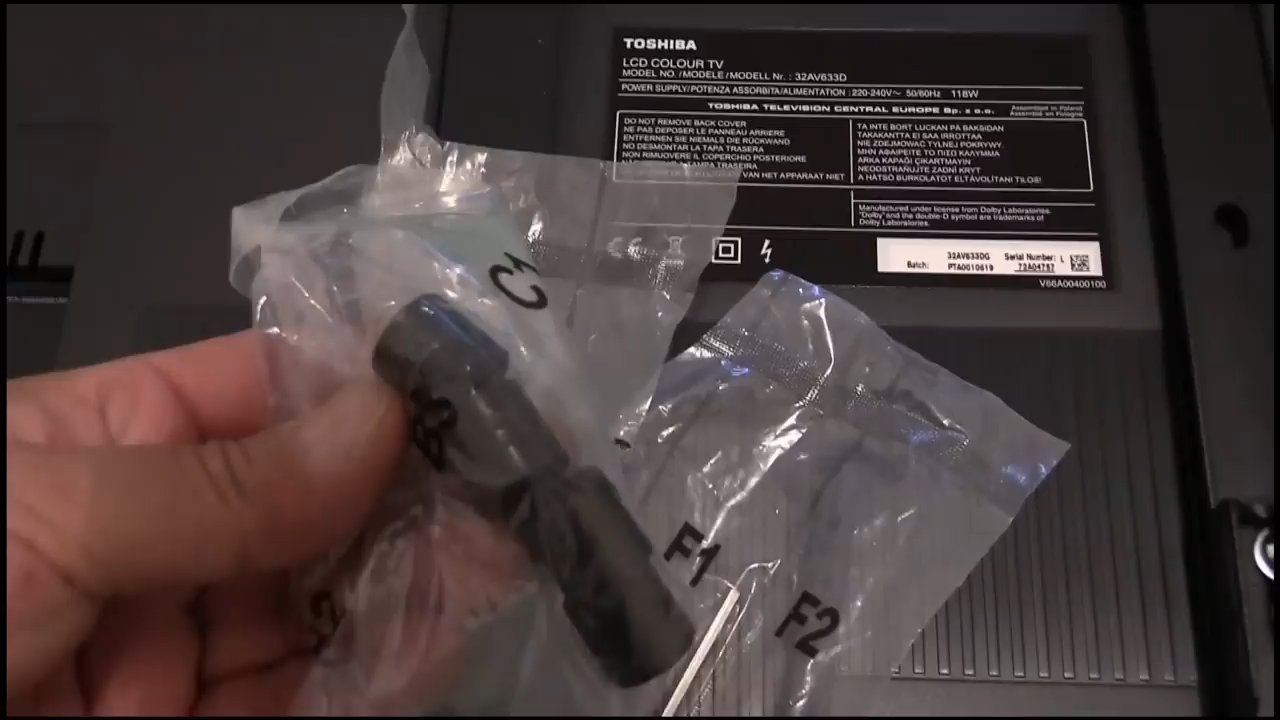 TOSHIBA
LCD COLOUR TV
MODEL NO./MODELE/MODELL Nr. : 32AV633D
POWER SUPPLY/POTENZA ASSORBITA/ALIMENTATION : 220-240V~ 50/60Hz 118W
TOSHIBA TELEVISION CENTRAL EUROPE Sp. z o.o.
Assembled in Poland
Assemblé en Pologne
DO NOT REMOVE BACK COVER
NE PAS DEPOSER LE PANNEAU ARRIERE
ENTFERNEN SIE NIEMALS DIE RÜCKWAND
NO DESMONTAR LA TAPA TRASERA
NON RIMUOVERE IL COPERCHIO POSTERIORE
TAMPA TRASEIRA
VAN HET APPARAAT NIET
TA INTE BORT LUCKAN PÅ BAKSIDAN
TAKAKANTTA EI SAA IRROTTAA
NIE ZDEJMOWAĆ TYLNEJ POKRYWY.
ΜΗΝ ΑΦΑΙΡΕΙΤΕ ΤΟ ΠΙΣΩ ΚΑΛΥΜΜΑ
ARKA KAPAĞI ÇIKARTMAYIN
NEODSTRAŇUJTE ZADNÍ KRYT
A HÁTSÓ BURKOLATOT ELTÁVOLÍTANI TILOS!
Manufactured under license from Dolby Laboratories.
"Dolby" and the double-D symbol are trademarks of
Dolby Laboratories.
CE
32AV633DG Serial Number: L
Batch: PTA0010619 72A04757
V66A00400100
C
B2
F1
F2